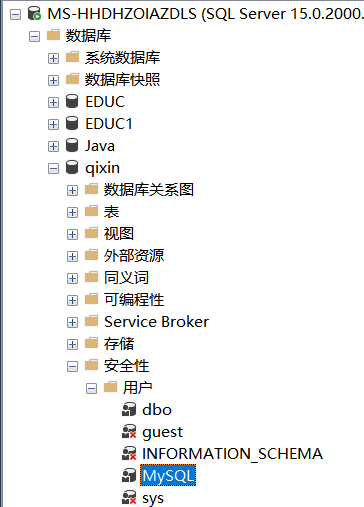 MS-HHDHZOIAZDLS (SQL Server 15.0.2000.
数据库
系统数据库
数据库快照
EDUC
EDUC1
Java
qixin
数据库关系图
表
视图
外部资源
同义词
可编程性
Service Broker
存储
安全性
用户
dbo
guest
INFORMATION_SCHEMA
MySQL
sys